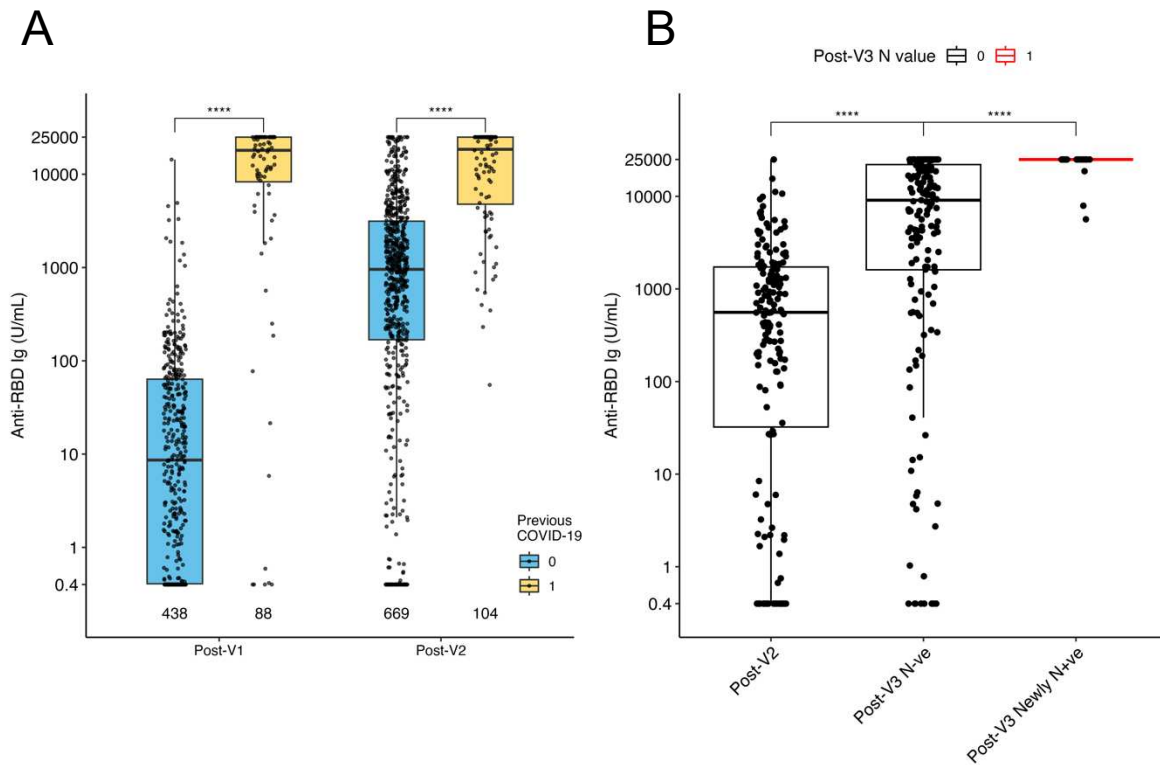 A
Anti-RBD Ig (U/mL)
25000
10000
1000
100
10
1
0.4
****
****
Previous
COVID-19
0
1
438
88
669
104
Post-V1
Post-V2
B
Post-V3 N value
0
1
Anti-RBD Ig (U/mL)
25000
10000
1000
100
10
1
0.4
****
****
Post-V2
Post-V3 N-ve
Post-V3 Newly N+ve